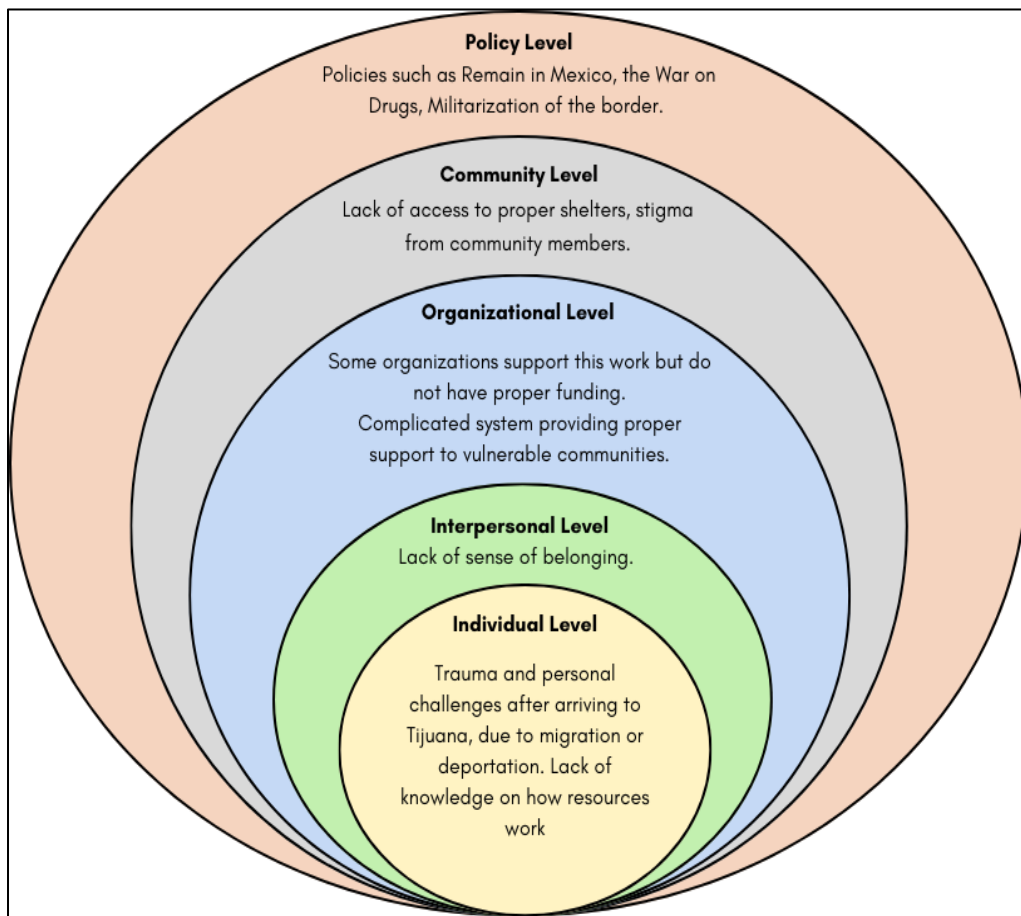 Policy Level
Policies such as Remain in Mexico, the War on
Drugs, Militarization of the border.
Community Level
Lack of access to proper shelters, stigma
from community members.
Organizational Level
Some organizations support this work but do
not have proper funding.
Complicated system providing proper
support to vulnerable communities.
Interpersonal Level
Lack of sense of belonging.
Individual Level
Trauma and personal
challenges after arriving to
Tijuana, due to migration or
deportation. Lack of
knowledge on how resources
work